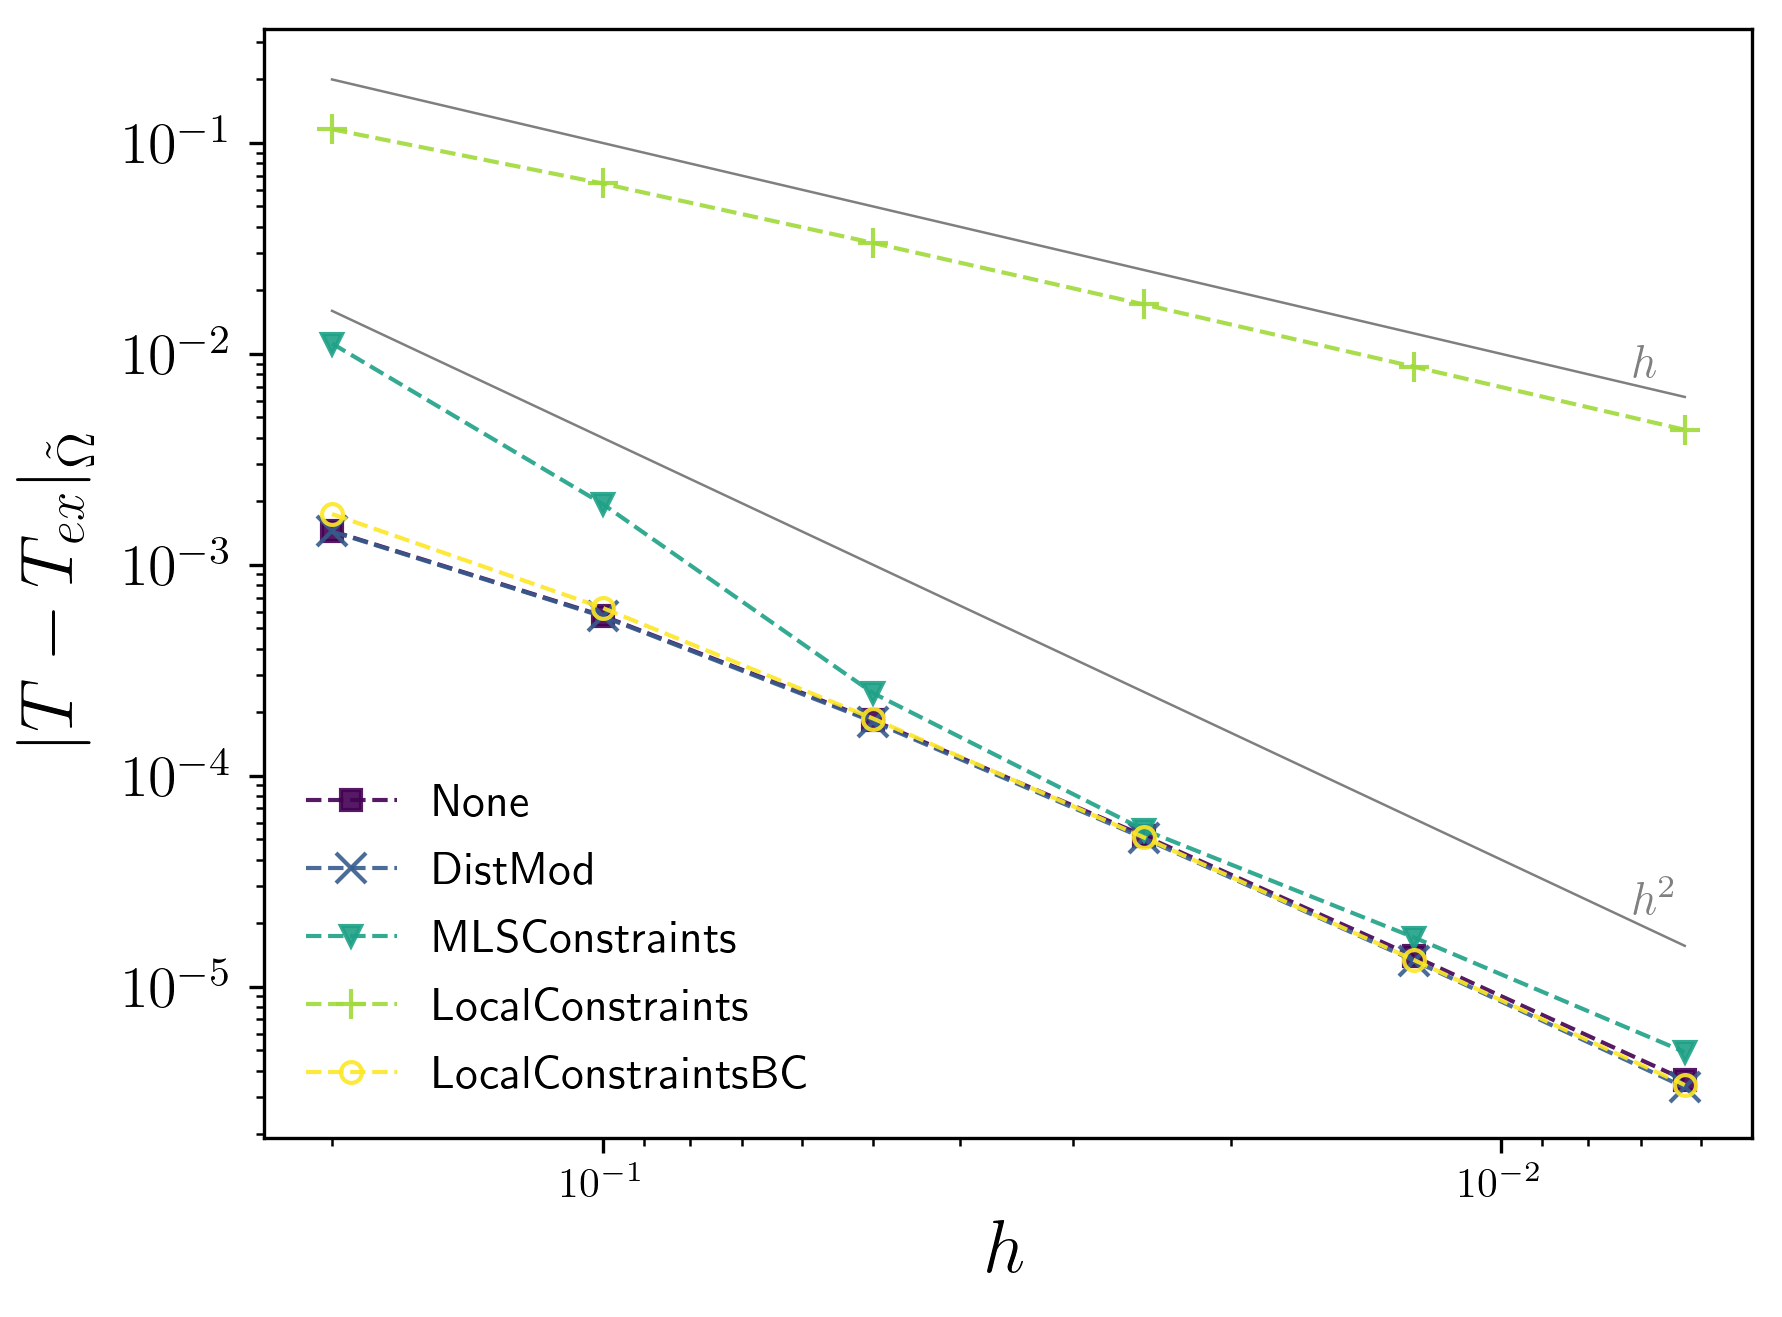 10⁻¹
10⁻²
10⁻³
10⁻⁴
10⁻⁵
|T − T_{ex}|_{\tilde{Ω}}
h
h²
None
DistMod
MLSConstraints
LocalConstraints
LocalConstraintsBC
10⁻¹
10⁻²
h